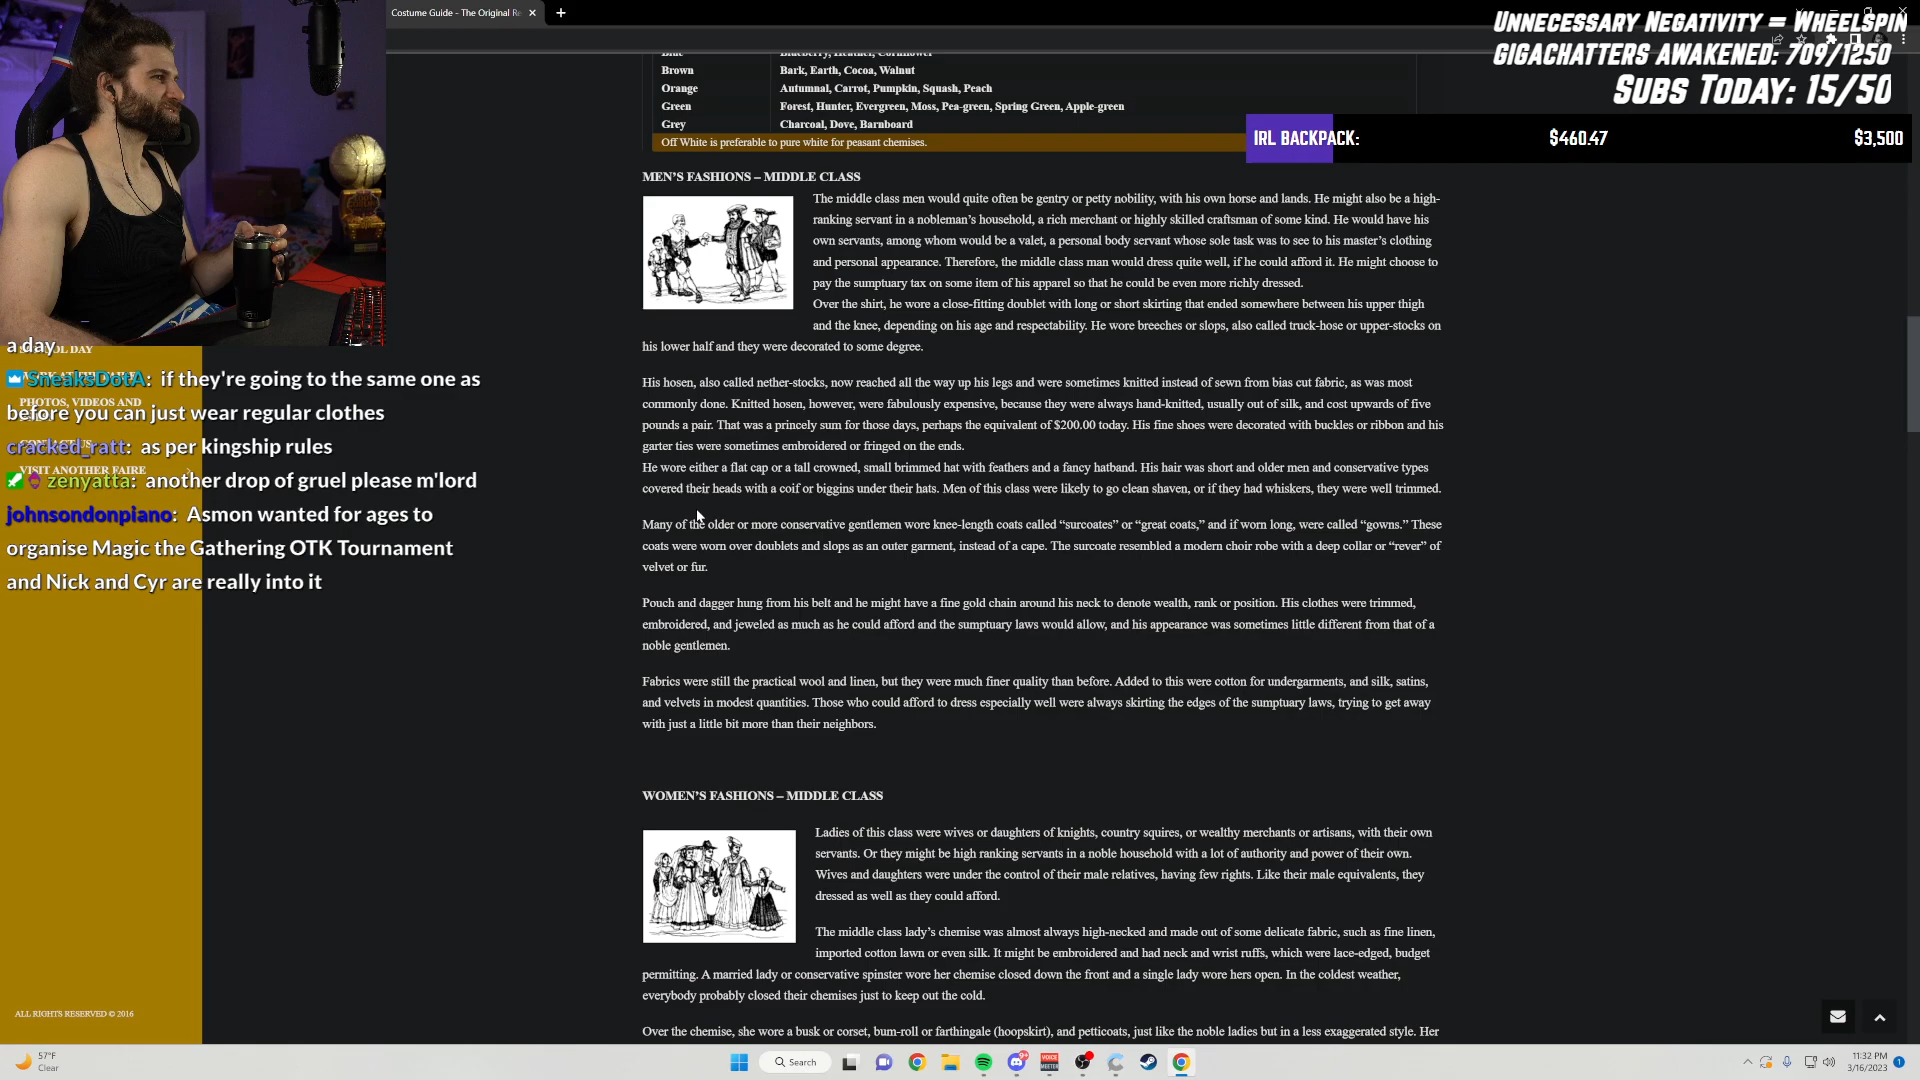 Costume Guide - The Original Re
UNNECESSARY NEGATIVITY = WHEELSPIN
GIGACHATTERS AWAKENED: 709/1250
SUBS TODAY: 15/50
IRL BACKPACK: $460.47 $3,500
Blue Blueberry, Heather, Cornflower
Brown Bark, Earth, Cocoa, Walnut
Orange Autumnal, Carrot, Pumpkin, Squash, Peach
Green Forest, Hunter, Evergreen, Moss, Pea-green, Spring Green, Apple-green
Grey Charcoal, Dove, Barnboard
Off White is preferable to pure white for peasant chemises.
MEN’S FASHIONS – MIDDLE CLASS
The middle class men would quite often be gentry or petty nobility, with his own horse and lands. He might also be a high-
ranking servant in a nobleman’s household, a rich merchant or highly skilled craftsman of some kind. He would have his
own servants, among whom would be a valet, a personal body servant whose sole task was to see to his master’s clothing
and personal appearance. Therefore, the middle class man would dress quite well, if he could afford it. He might choose to
pay the sumptuary tax on some item of his apparel so that he could be even more richly dressed.
Over the shirt, he wore a close-fitting doublet with long or short skirting that ended somewhere between his upper thigh
and the knee, depending on his age and respectability. He wore breeches or slops, also called truck-hose or upper-stocks on
his lower half and they were decorated to some degree.
His hosen, also called nether-stocks, now reached all the way up his legs and were sometimes knitted instead of sewn from bias cut fabric, as was most
commonly done. Knitted hosen, however, were fabulously expensive, because they were always hand-knitted, usually out of silk, and cost upwards of five
pounds a pair. That was a princely sum for those days, perhaps the equivalent of $200.00 today. His fine shoes were decorated with buckles or ribbon and his
garter ties were sometimes embroidered or fringed on the ends.
He wore either a flat cap or a tall crowned, small brimmed hat with feathers and a fancy hatband. His hair was short and older men and conservative types
covered their heads with a coif or biggins under their hats. Men of this class were likely to go clean shaven, or if they had whiskers, they were well trimmed.
Many of the older or more conservative gentlemen wore knee-length coats called “surcoates” or “great coats,” and if worn long, were called “gowns.” These
coats were worn over doublets and slops as an outer garment, instead of a cape. The surcoate resembled a modern choir robe with a deep collar or “rever” of
velvet or fur.
Pouch and dagger hung from his belt and he might have a fine gold chain around his neck to denote wealth, rank or position. His clothes were trimmed,
embroidered, and jeweled as much as he could afford and the sumptuary laws would allow, and his appearance was sometimes little different from that of a
noble gentlemen.
Fabrics were still the practical wool and linen, but they were much finer quality than before. Added to this were cotton for undergarments, and silk, satins,
and velvets in modest quantities. Those who could afford to dress especially well were always skirting the edges of the sumptuary laws, trying to get away
with just a little bit more than their neighbors.
WOMEN’S FASHIONS – MIDDLE CLASS
Ladies of this class were wives or daughters of knights, country squires, or wealthy merchants or artisans, with their own
servants. Or they might be high ranking servants in a noble household with a lot of authority and power of their own.
Wives and daughters were under the control of their male relatives, having few rights. Like their male equivalents, they
dressed as well as they could afford.
The middle class lady’s chemise was almost always high-necked and made out of some delicate fabric, such as fine linen,
imported cotton lawn or even silk. It might be embroidered and had neck and wrist ruffs, which were lace-edged, budget
permitting. A married lady or conservative spinster wore her chemise closed down the front and a single lady wore hers open. In the coldest weather,
everybody probably closed their chemises just to keep out the cold.
Over the chemise, she wore a busk or corset, bum-roll or farthingale (hoopskirt), and petticoats, just like the noble ladies but in a less exaggerated style. Her
a day
OL DAY
SneaksDotA: if they're going to the same one as
before you can just wear regular clothes
PHOTOS, VIDEOS AND
cracked_ratt: as per kingship rules
VISIT ANOTHER FAIRE
zenyatta: another drop of gruel please m'lord
johnsondonpiano: Asmon wanted for ages to
organise Magic the Gathering OTK Tournament
and Nick and Cyr are really into it
ALL RIGHTS RESERVED © 2016
57°F
Clear
Search
11:32 PM
3/16/2023